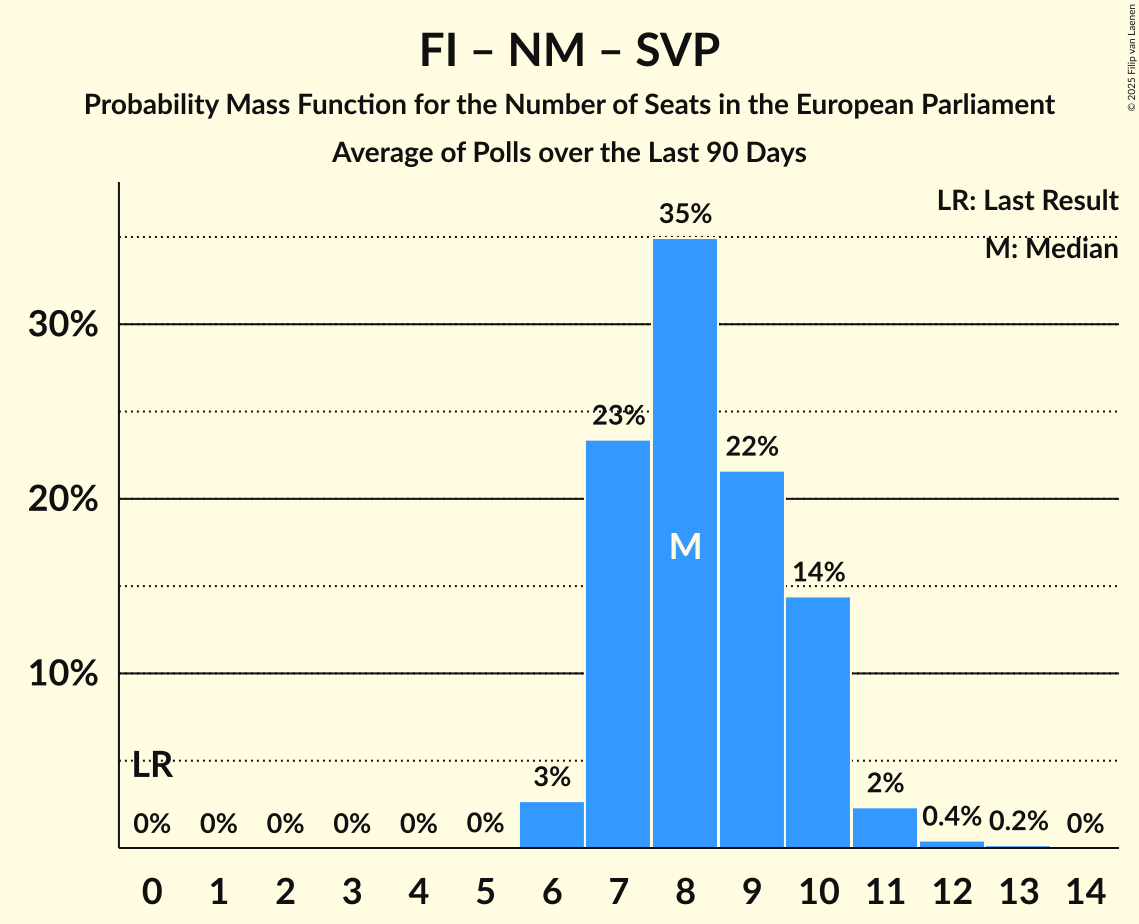 FI – NM – SVP
Probability Mass Function for the Number of Seats in the European Parliament
Average of Polls over the Last 90 Days
© 2025 Filip van Laenen
LR: Last Result
M: Median
35%
30%
23%
22%
20%
M
14%
10%
LR
3%
2%
0% 0% 0% 0% 0% 0% 0.4% 0.2% 0%
0 1 2 3 4 5 6 7 8 9 10 11 12 13 14